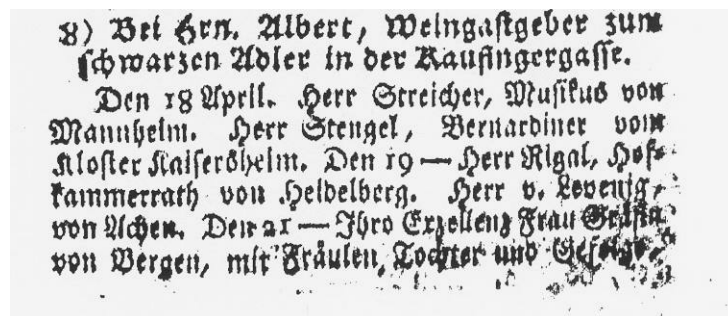 8) Bei Hrn. Albert, Weingastgeber zum
schwarzen Adler in der Kaufingergasse.
Den 18 April. Herr Streicher, Musikus von
Mannheim. Herr Stengel, Bernardiner vom
Kloster Kaisersheim. Den 19 — Herr Rigal, Hof-
kammerrath von Heidelberg. Herr v. Levenig,
von Achen. Den 21 — Ihro Exzellenz Frau Gräfin
von Bergen, mit Fräulen Tochter und